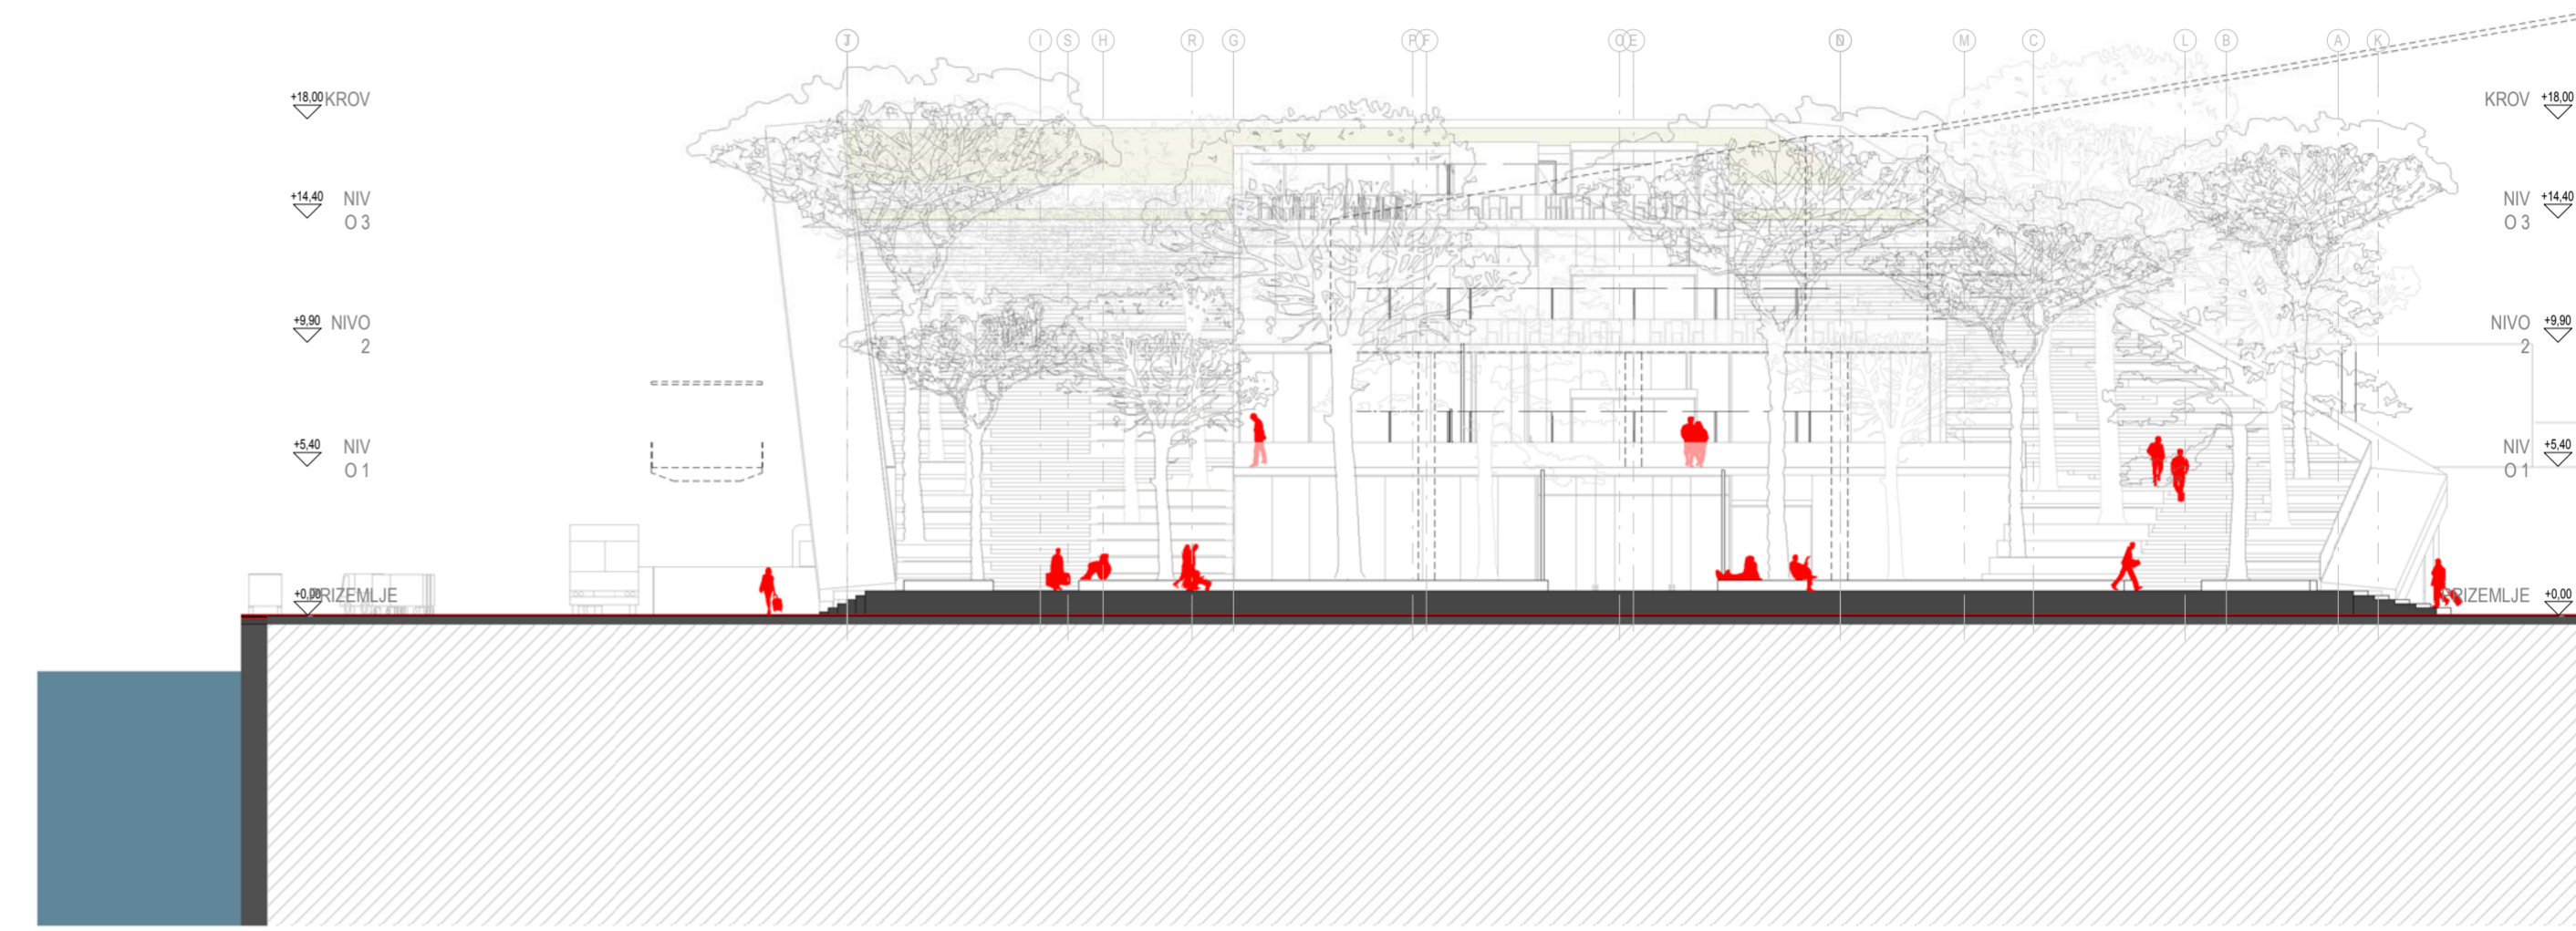 I S H R G P F O E M C L B A K
+18,00 KROV KROV +18,00
+14,40 NIV NIV +14,40
O 3 O 3
+9,90 NIVO NIVO +9,90
2 2
+5,40 NIV NIV +5,40
O 1 O 1
+0,00 PRIZEMLJE PRIZEMLJE +0,00